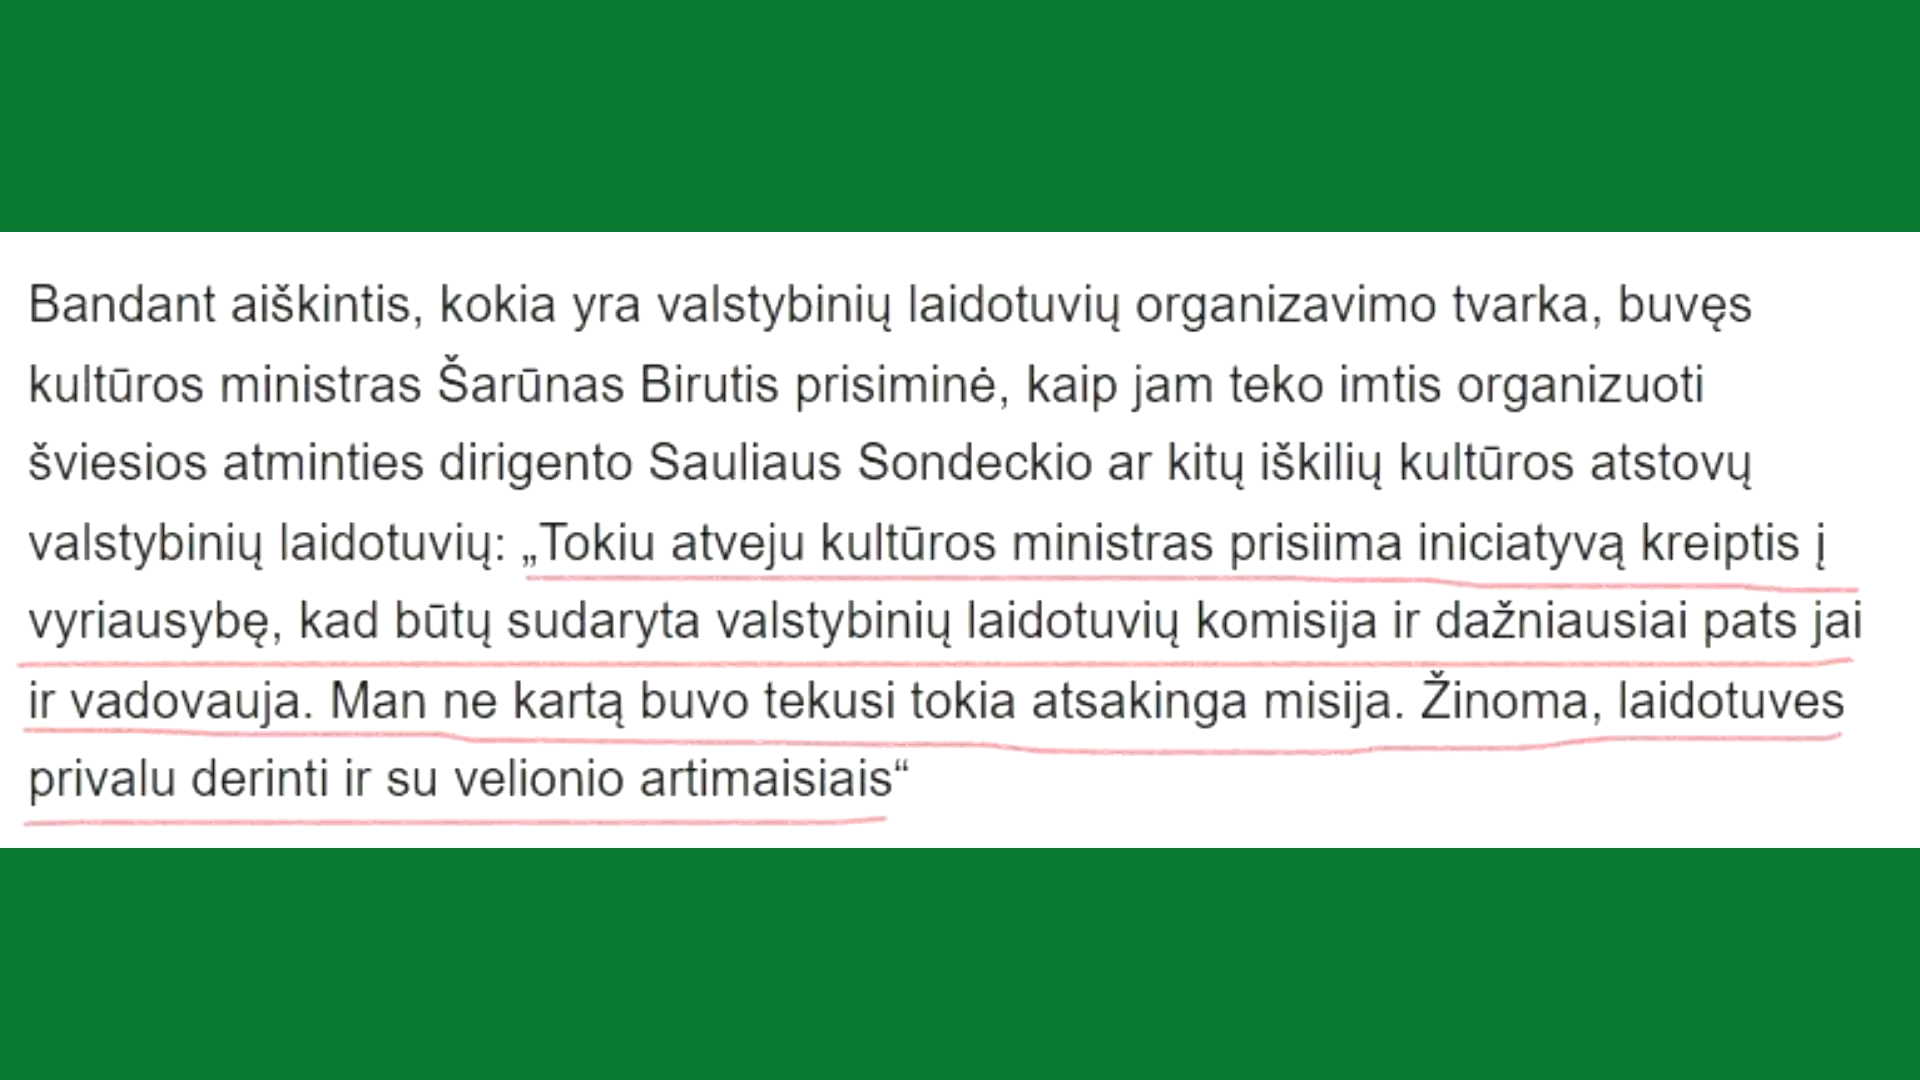 Bandant aiškintis, kokia yra valstybinių laidotuvių organizavimo tvarka, buvęs
kultūros ministras Šarūnas Birutis prisiminė, kaip jam teko imtis organizuoti
šviesios atminties dirigento Sauliaus Sondeckio ar kitų iškilių kultūros atstovų
valstybinių laidotuvių: „Tokiu atveju kultūros ministras prisiima iniciatyvą kreiptis į
vyriausybę, kad būtų sudaryta valstybinių laidotuvių komisija ir dažniausiai pats jai
ir vadovauja. Man ne kartą buvo tekusi tokia atsakinga misija. Žinoma, laidotuves
privalu derinti ir su velionio artimaisiais“